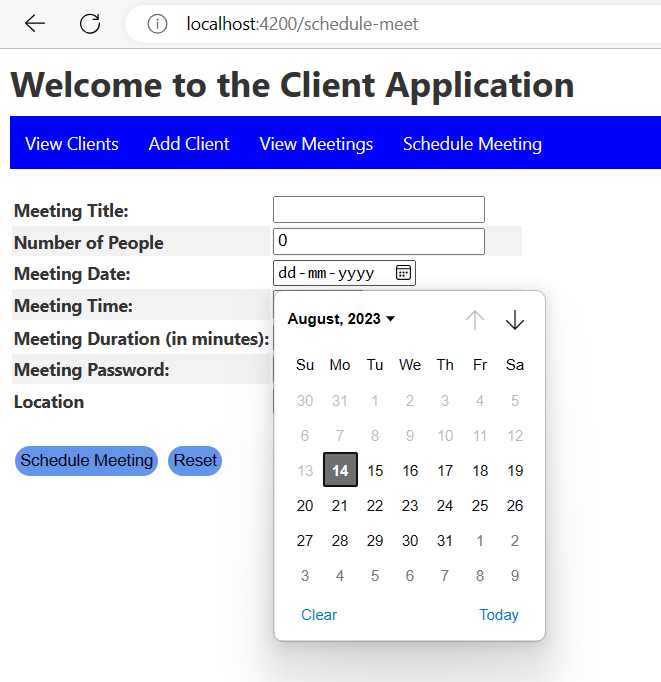 localhost:4200/schedule-meet
Welcome to the Client Application
View Clients Add Client View Meetings Schedule Meeting
Meeting Title:
Number of People 0
Meeting Date: dd-mm-yyyy
Meeting Time:
August, 2023
Meeting Duration (in minutes):
Su Mo Tu We Th Fr Sa
Meeting Password:
Location
30 31 1 2 3 4 5
6 7 8 9 10 11 12
Schedule Meeting Reset
13 14 15 16 17 18 19
20 21 22 23 24 25 26
27 28 29 30 31 1 2
3 4 5 6 7 8 9
Clear Today